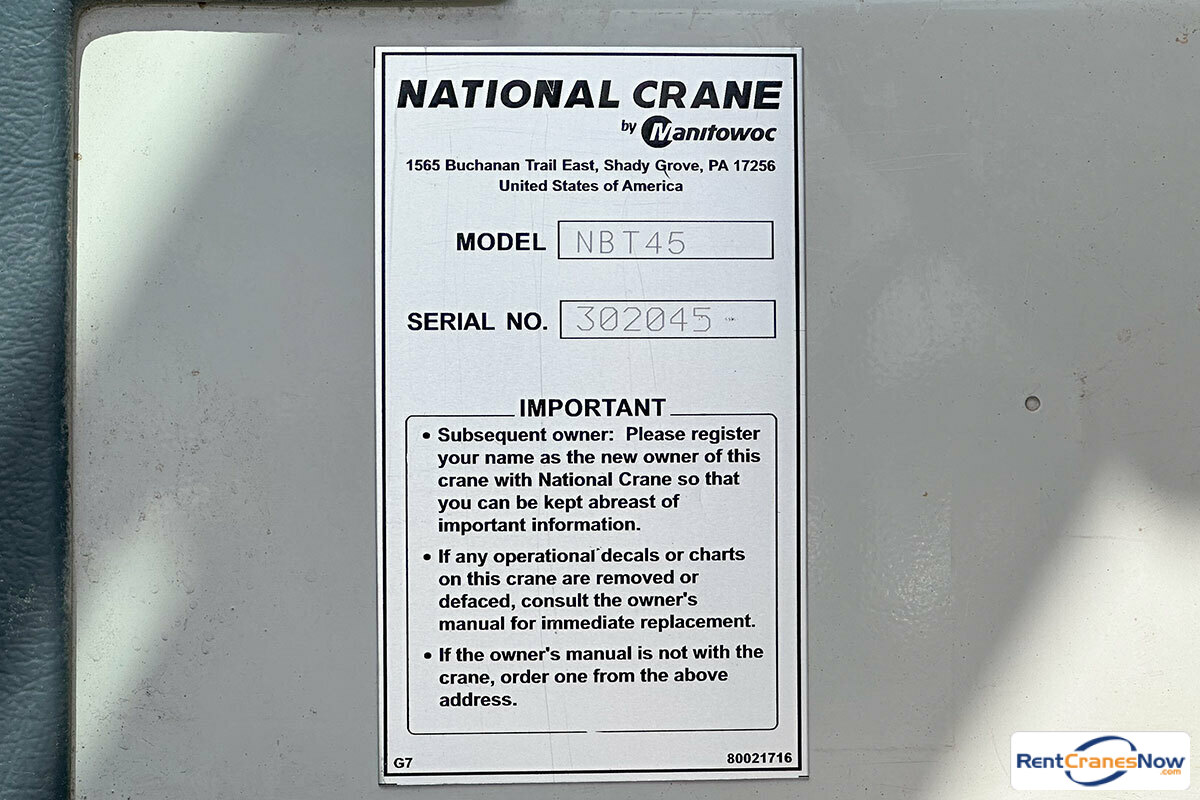 NATIONAL CRANE
by Manitowoc
1565 Buchanan Trail East, Shady Grove, PA 17256
United States of America
MODEL NBT45
SERIAL NO. 302045
IMPORTANT
• Subsequent owner: Please register
your name as the new owner of this
crane with National Crane so that
you can be kept abreast of
important information.
• If any operational decals or charts
on this crane are removed or
defaced, consult the owner's
manual for immediate replacement.
• If the owner's manual is not with the
crane, order one from the above
address.
G7 80021716
RentCranesNow
.com